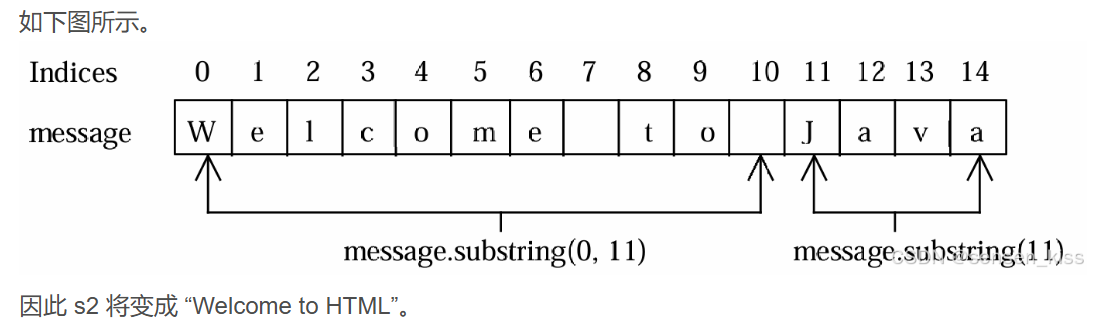 如下图所示。
Indices 0 1 2 3 4 5 6 7 8 9 10 11 12 13 14
message W e l c o m e t o J a v a
message.substring(0, 11) message.substring(11)
CSDN @sensen_kiss
因此 s2 将变成 “Welcome to HTML”。